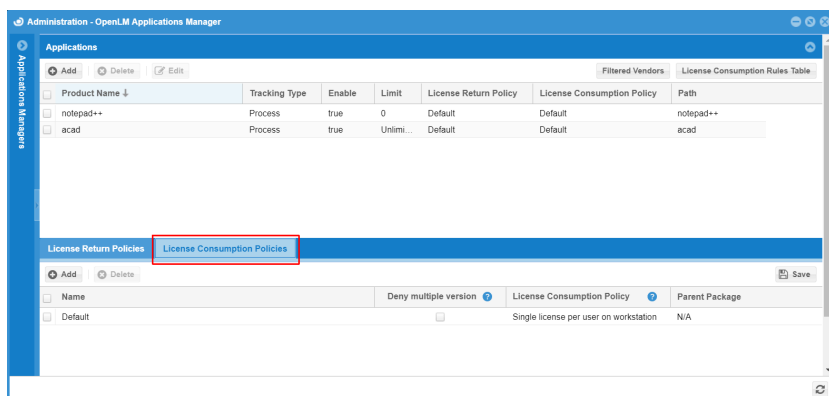 Administration - OpenLM Applications Manager
Applications Managers
Applications
Add Delete Edit Filtered Vendors License Consumption Rules Table
Product Name Tracking Type Enable Limit License Return Policy License Consumption Policy Path
notepad++ Process true 0 Default Default notepad++
acad Process true Unlimi... Default Default acad
License Return Policies License Consumption Policies
Add Delete Save
Name Deny multiple version ? License Consumption Policy ? Parent Package
Default Single license per user on workstation N/A